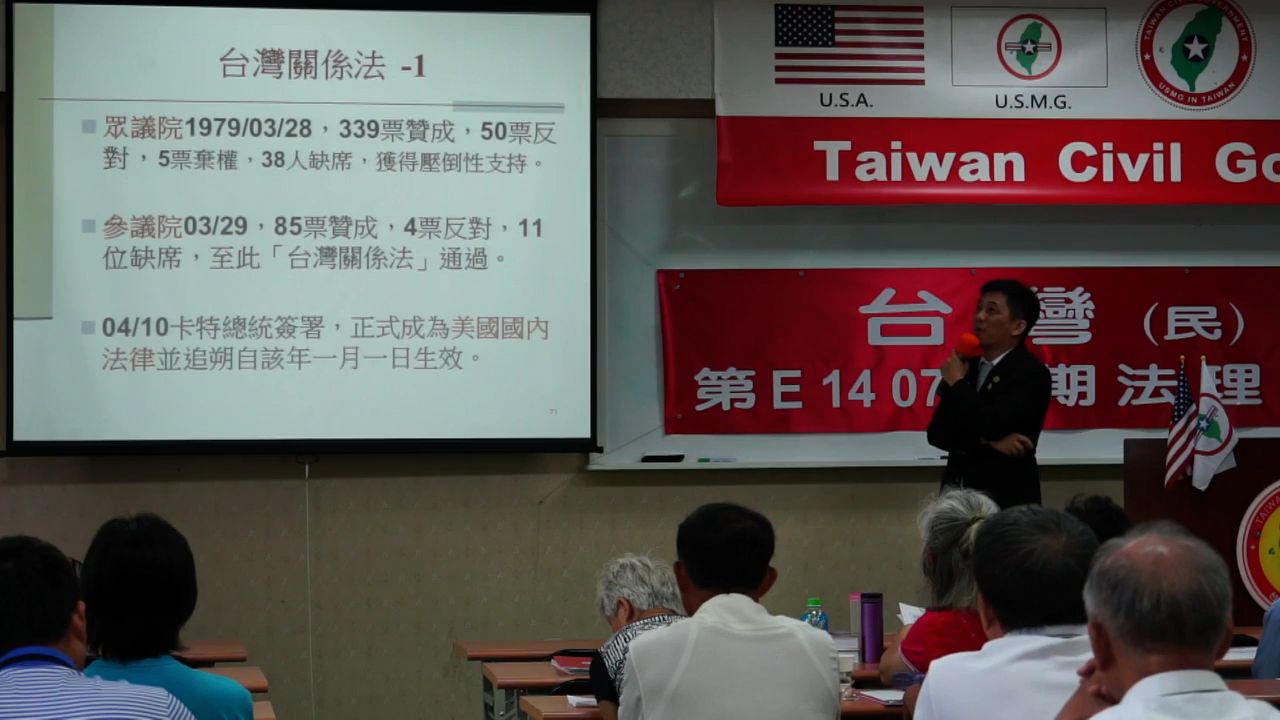 台灣關係法 -1
眾議院1979/03/28，339票贊成，50票反
對，5票棄權，38人缺席，獲得壓倒性支持。
參議院03/29，85票贊成，4票反對，11
位缺席，至此「台灣關係法」通過。
04/10卡特總統簽署，正式成為美國國內
法律並追朔自該年一月一日生效。
71
U.S.A.
U.S.M.G.
USMG IN TAIWAN
Taiwan Civil Go
台灣（民）
第E 14 07 期 法 理